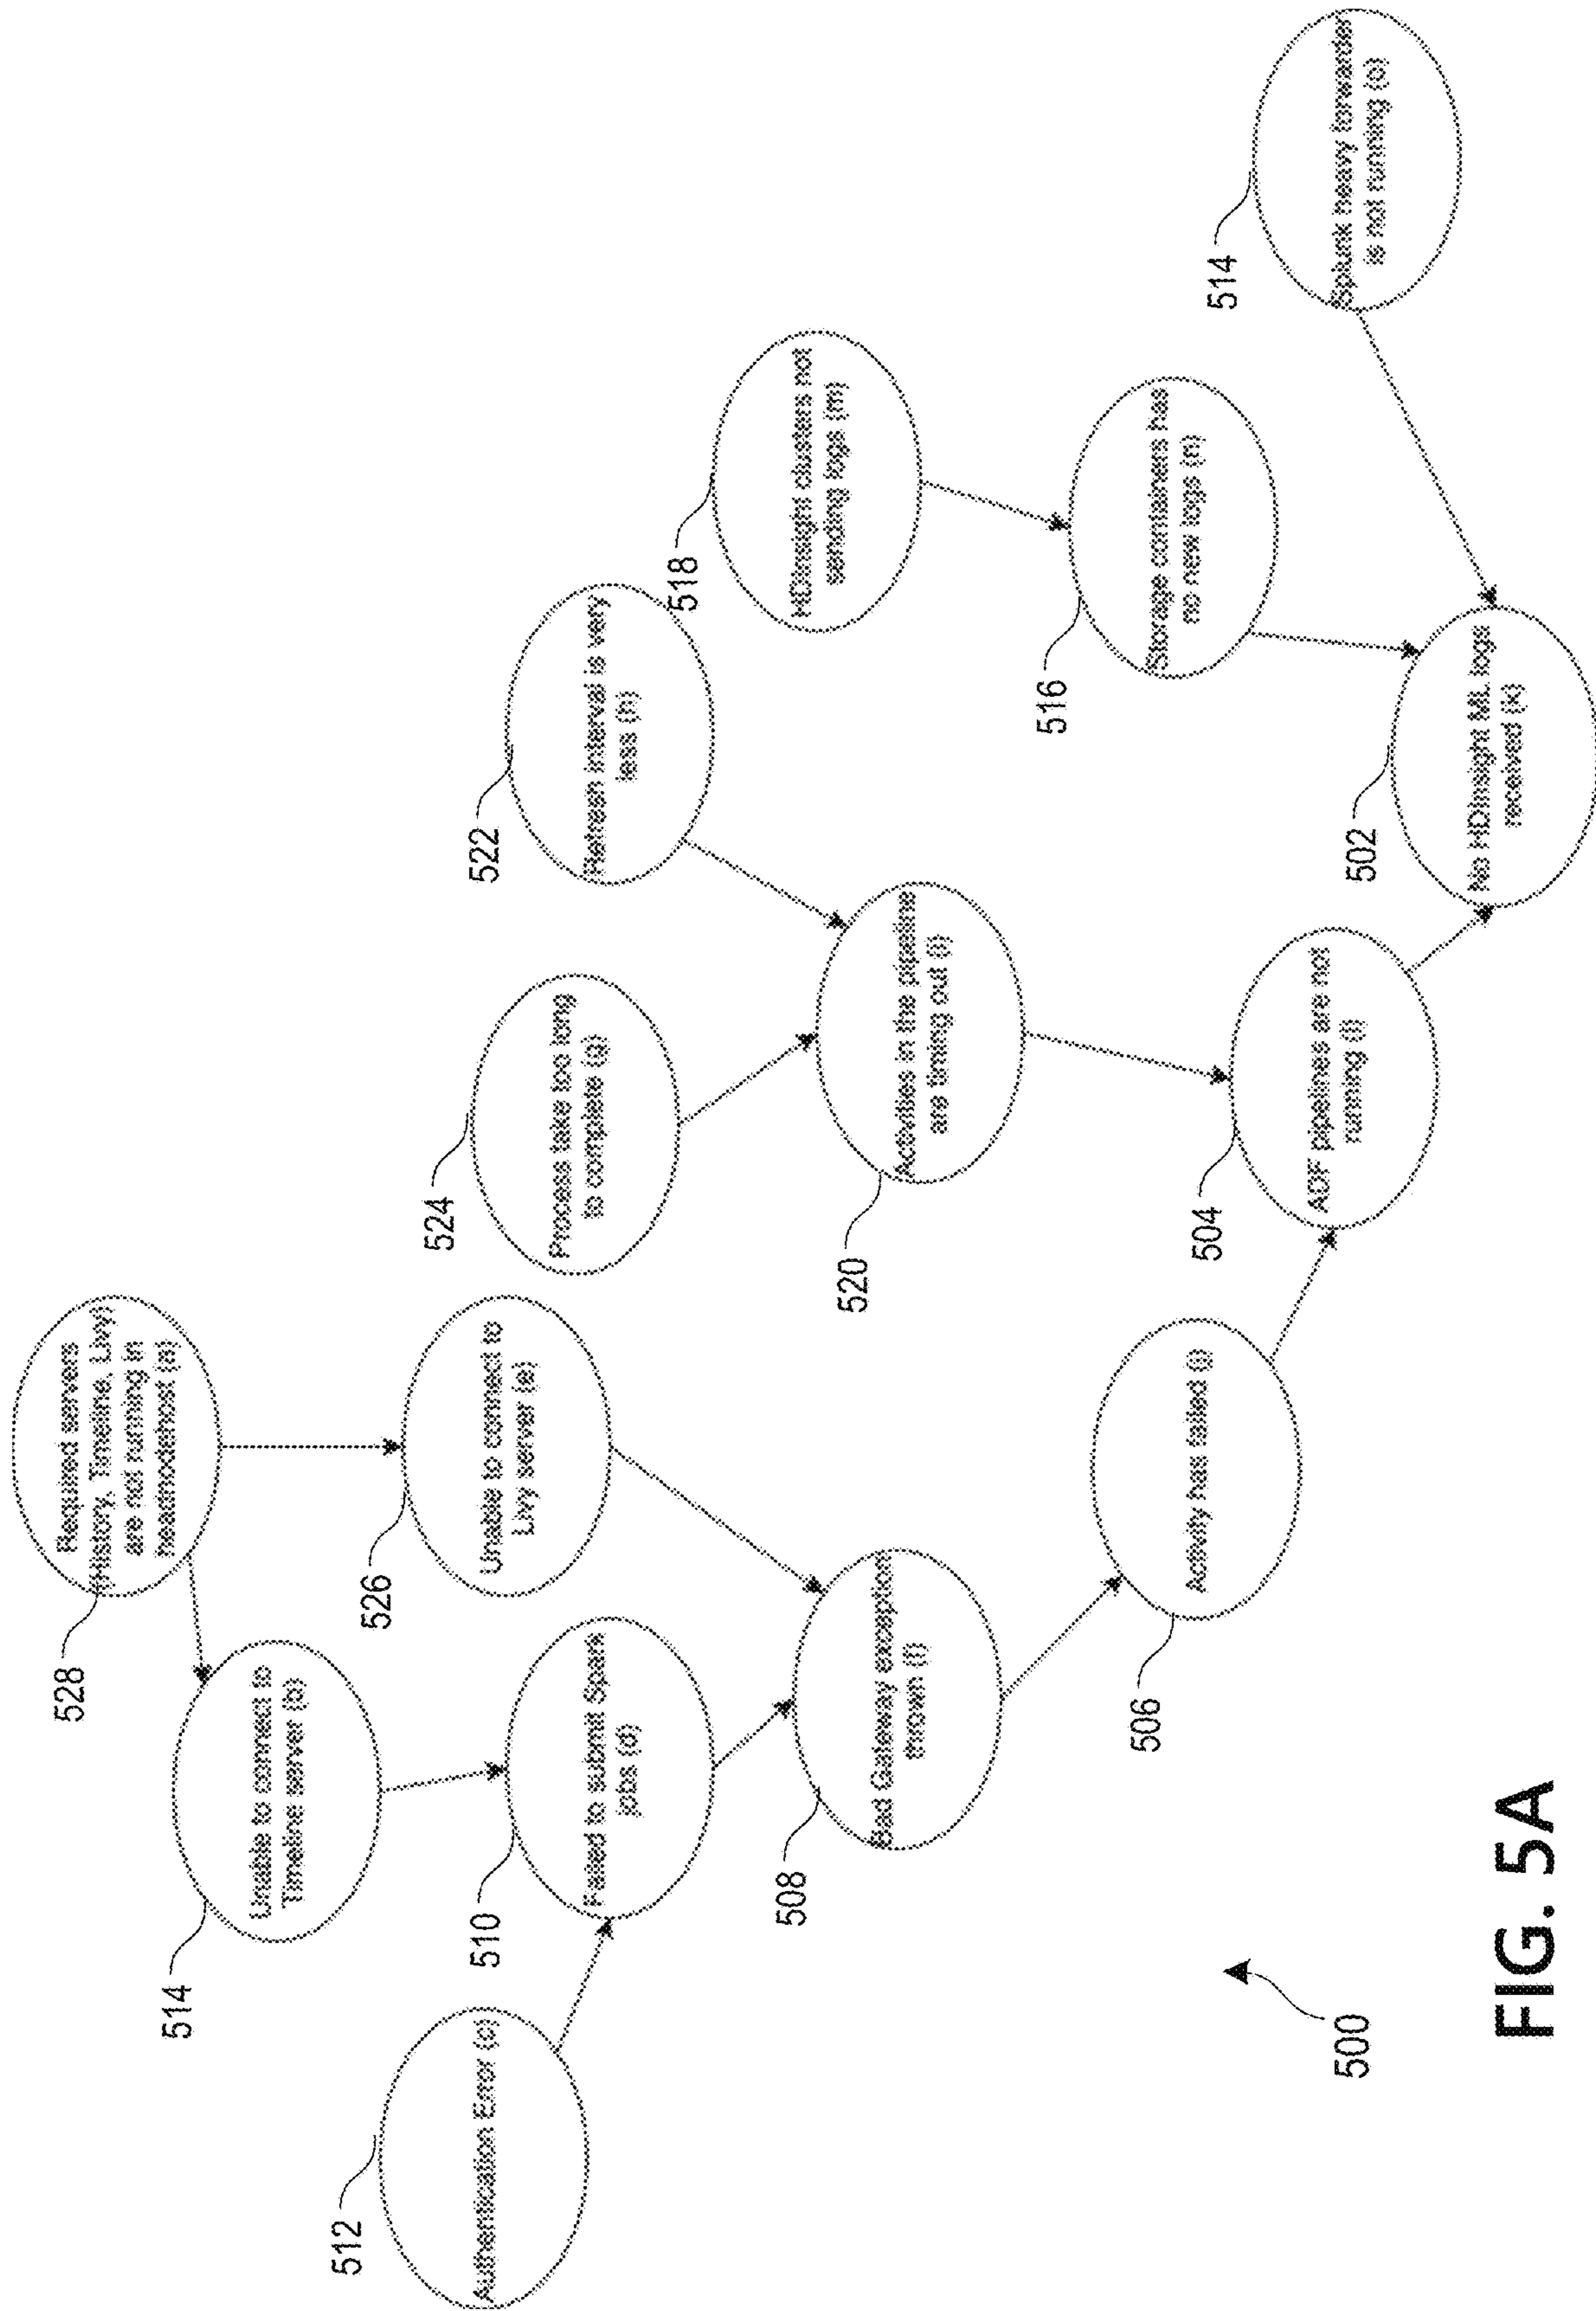 528
Required servers
(History, Timeline, Livy)
are not running in
headnodehost (a)
514
Unable to connect to
Timeline server (b)
526
Unable to connect to
Livy server (e)
512
Authentication Error (c)
510
Failed to submit Spark
jobs (d)
524
Process take too long
to complete (g)
522
Refresh interval is very
less (h)
518
HDInsight clusters not
sending logs (m)
508
Bad Gateway exception
thrown (f)
520
Activities in the pipeline
are timing out (i)
516
Storage containers has
no new logs (n)
506
Activity has failed (j)
504
ADF pipelines are not
running (l)
514
Splunk heavy forwarder
is not running (o)
502
No HDInsight ML logs
received (k)
500
FIG. 5A